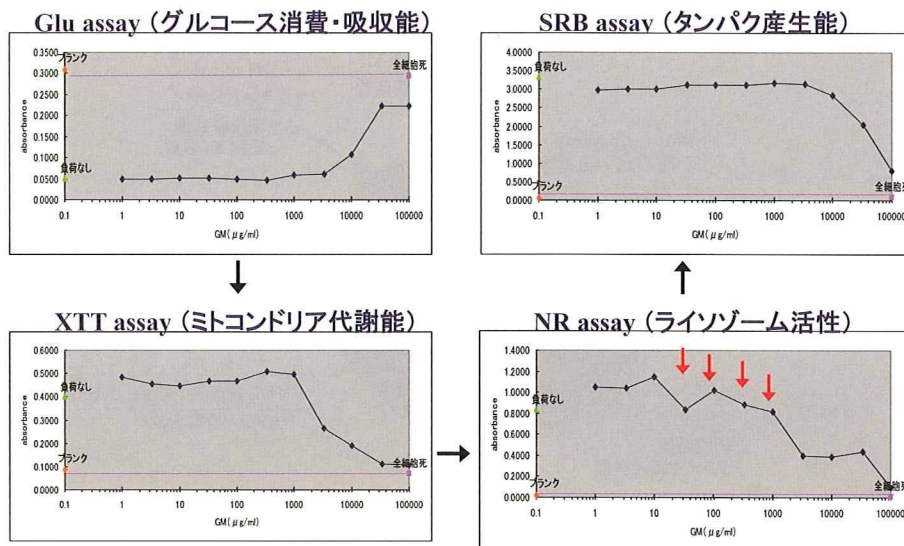 Glu assay (グルコース消費・吸収能)
0.3500
0.3000
0.2500
0.2000
0.1500
0.1000
0.0500
0.0000
absorbance
ブランク
負荷なし
全細胞死
0.1 1 10 100 1000 10000 100000
GM(μg/ml)
SRB assay (タンパク産生能)
4.0000
3.5000
3.0000
2.5000
2.0000
1.5000
1.0000
0.5000
0.0000
absorbance
負荷なし
ブランク
全細胞死
0.1 1 10 100 1000 10000 100000
GM(μg/ml)
XTT assay (ミトコンドリア代謝能)
0.6000
0.5000
0.4000
0.3000
0.2000
0.1000
0.0000
absorbance
負荷なし
ブランク
全細胞死
0.1 1 10 100 1000 10000 100000
GM(μg/ml)
NR assay (ライソゾーム活性)
1.4000
1.2000
1.0000
0.8000
0.6000
0.4000
0.2000
0.0000
absorbance
負荷なし
ブランク
全細胞死
0.1 1 10 100 1000 10000 100000
GM(μg/ml)